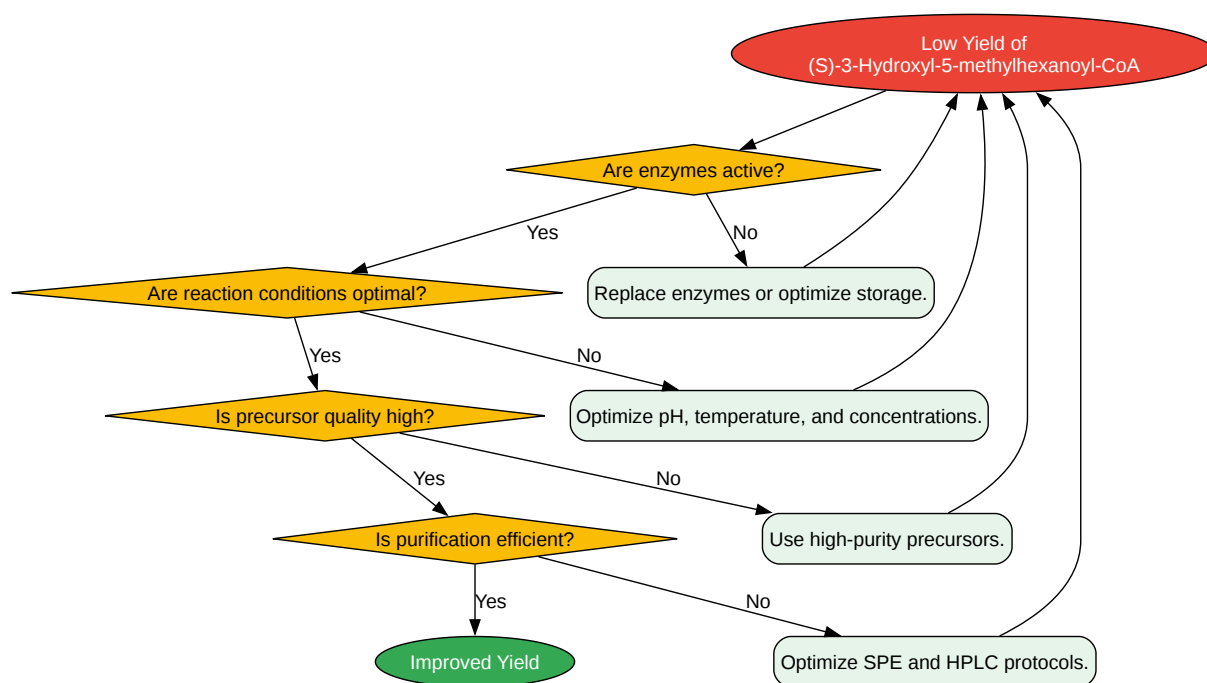 Low Yield of
(S)-3-Hydroxyl-5-methylhexanoyl-CoA
Are enzymes active?
Yes
No
Are reaction conditions optimal?
Replace enzymes or optimize storage.
Yes
No
Is precursor quality high?
Optimize pH, temperature, and concentrations.
Yes
No
Is purification efficient?
Use high-purity precursors.
Yes
No
Improved Yield
Optimize SPE and HPLC protocols.